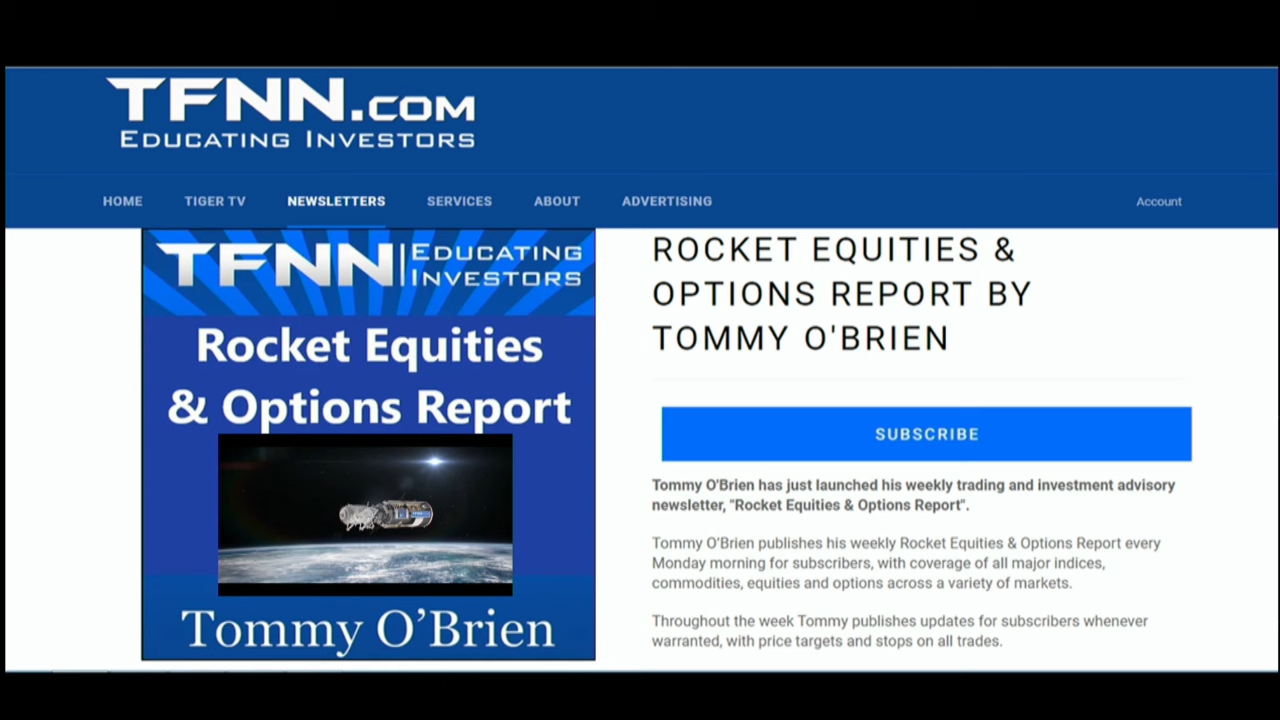 TFNN.COM
EDUCATING INVESTORS
HOME TIGER TV NEWSLETTERS SERVICES ABOUT ADVERTISING Account
TFNN EDUCATING
INVESTORS
Rocket Equities
& Options Report
Tommy O’Brien
ROCKET EQUITIES &
OPTIONS REPORT BY
TOMMY O'BRIEN
SUBSCRIBE
Tommy O'Brien has just launched his weekly trading and investment advisory
newsletter, "Rocket Equities & Options Report".
Tommy O'Brien publishes his weekly Rocket Equities & Options Report every
Monday morning for subscribers, with coverage of all major indices,
commodities, equities and options across a variety of markets.
Throughout the week Tommy publishes updates for subscribers whenever
warranted, with price targets and stops on all trades.